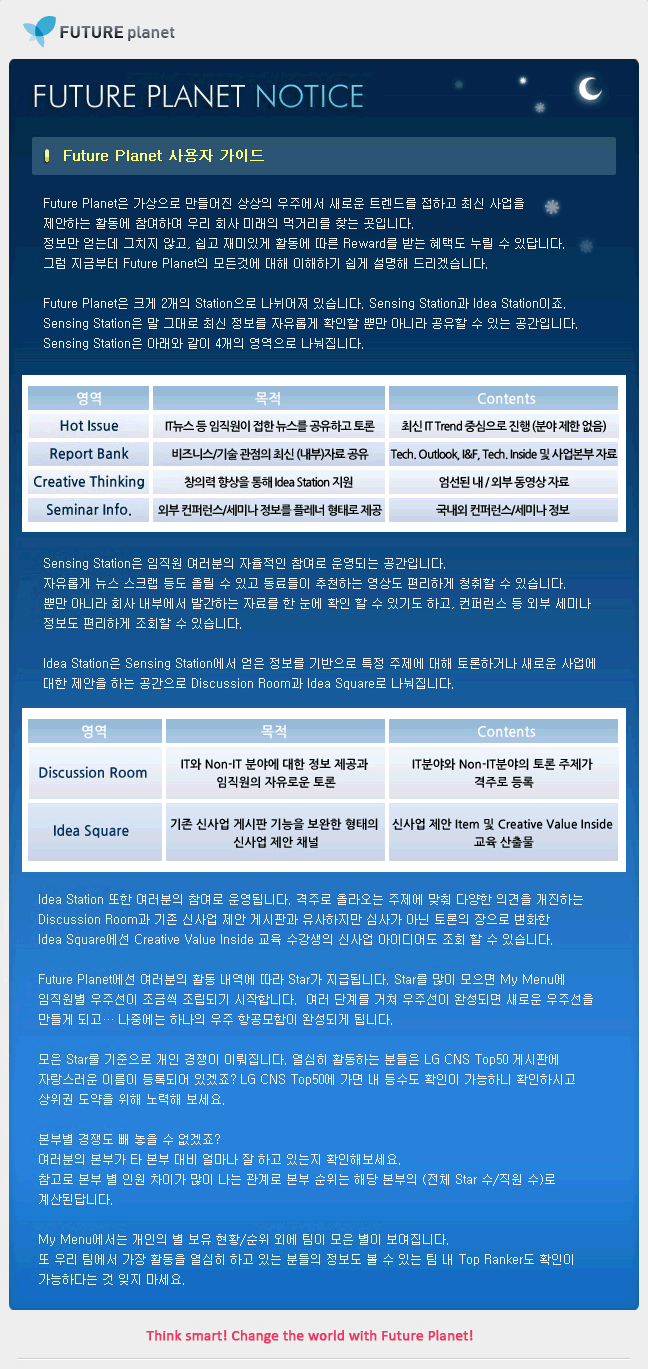 FUTURE planet
FUTURE PLANET NOTICE
Future Planet 사용자 가이드
Future Planet은 가상으로 만들어진 상상의 우주에서 새로운 트렌드를 접하고 최신 사업을
제안하는 활동에 참여하여 우리 회사 미래의 먹거리를 찾는 곳입니다.
정보만 얻는데 그치지 않고, 쉽고 재미있게 활동에 따른 Reward를 받는 혜택도 누릴 수 있답니다.
그럼 지금부터 Future Planet의 모든것에 대해 이해하기 쉽게 설명해 드리겠습니다.
Future Planet은 크게 2개의 Station으로 나뉘어져 있습니다. Sensing Station과 Idea Station이죠.
Sensing Station은 말 그대로 최신 정보를 자유롭게 확인할 뿐만 아니라 공유할 수 있는 공간입니다.
Sensing Station은 아래와 같이 4개의 영역으로 나눠집니다.
영역 목적 Contents
Hot Issue IT뉴스 등 임직원이 접한 뉴스를 공유하고 토론 최신 IT Trend 중심으로 진행 (분야 제한 없음)
Report Bank 비즈니스/기술 관점의 최신 (내부)자료 공유 Tech. Outlook, I&F, Tech. Inside 및 사업본부 자료
Creative Thinking 창의력 향상을 통해 Idea Station 지원 엄선된 내 / 외부 동영상 자료
Seminar Info. 외부 컨퍼런스/세미나 정보를 플래너 형태로 제공 국내외 컨퍼런스/세미나 정보
Sensing Station은 임직원 여러분의 자율적인 참여로 운영되는 공간입니다.
자유롭게 뉴스 스크랩 등도 올릴 수 있고 동료들이 추천하는 영상도 편리하게 청취할 수 있습니다.
뿐만 아니라 회사 내부에서 발간하는 자료를 한 눈에 확인 할 수 있기도 하고, 컨퍼런스 등 외부 세미나
정보도 편리하게 조회할 수 있습니다.
Idea Station은 Sensing Station에서 얻은 정보를 기반으로 특정 주제에 대해 토론하거나 새로운 사업에
대한 제안을 하는 공간으로 Discussion Room과 Idea Square로 나눠집니다.
영역 목적 Contents
Discussion Room IT와 Non-IT 분야에 대한 정보 제공과 IT분야와 Non-IT분야의 토론 주제가
임직원의 자유로운 토론 격주로 등록
Idea Square 기존 신사업 게시판 기능을 보완한 형태의 신사업 제안 Item 및 Creative Value Inside
신사업 제안 채널 교육 산출물
Idea Station 또한 여러분의 참여로 운영됩니다. 격주로 올라오는 주제에 맞춰 다양한 의견을 개진하는
Discussion Room과 기존 신사업 제안 게시판과 유사하지만 심사가 아닌 토론의 장으로 변화한
Idea Square에선 Creative Value Inside 교육 수강생의 신사업 아이디어도 조회 할 수 있습니다.
Future Planet에선 여러분의 활동 내역에 따라 Star가 지급됩니다. Star를 많이 모으면 My Menu에
임직원별 우주선이 조금씩 조립되기 시작합니다. 여러 단계를 거쳐 우주선이 완성되면 새로운 우주선을
만들게 되고… 나중에는 하나의 우주 항공모함이 완성되게 됩니다.
모은 Star를 기준으로 개인 경쟁이 이뤄집니다. 열심히 활동하는 분들은 LG CNS Top50 게시판에
자랑스러운 이름이 등록되어 있겠죠? LG CNS Top50에 가면 내 등수도 확인이 가능하니 확인하시고
상위권 도약을 위해 노력해 보세요.
본부별 경쟁도 빼 놓을 수 없겠죠?
여러분의 본부가 타 본부 대비 얼마나 잘 하고 있는지 확인해보세요.
참고로 본부 별 인원 차이가 많이 나는 관계로 본부 순위는 해당 본부의 (전체 Star 수/직원 수)로
계산된답니다.
My Menu에서는 개인의 별 보유 현황/순위 외에 팀이 모은 별이 보여집니다.
또 우리 팀에서 가장 활동을 열심히 하고 있는 분들의 정보도 볼 수 있는 팀 내 Top Ranker도 확인이
가능하다는 것 잊지 마세요.
Think smart! Change the world with Future Planet!